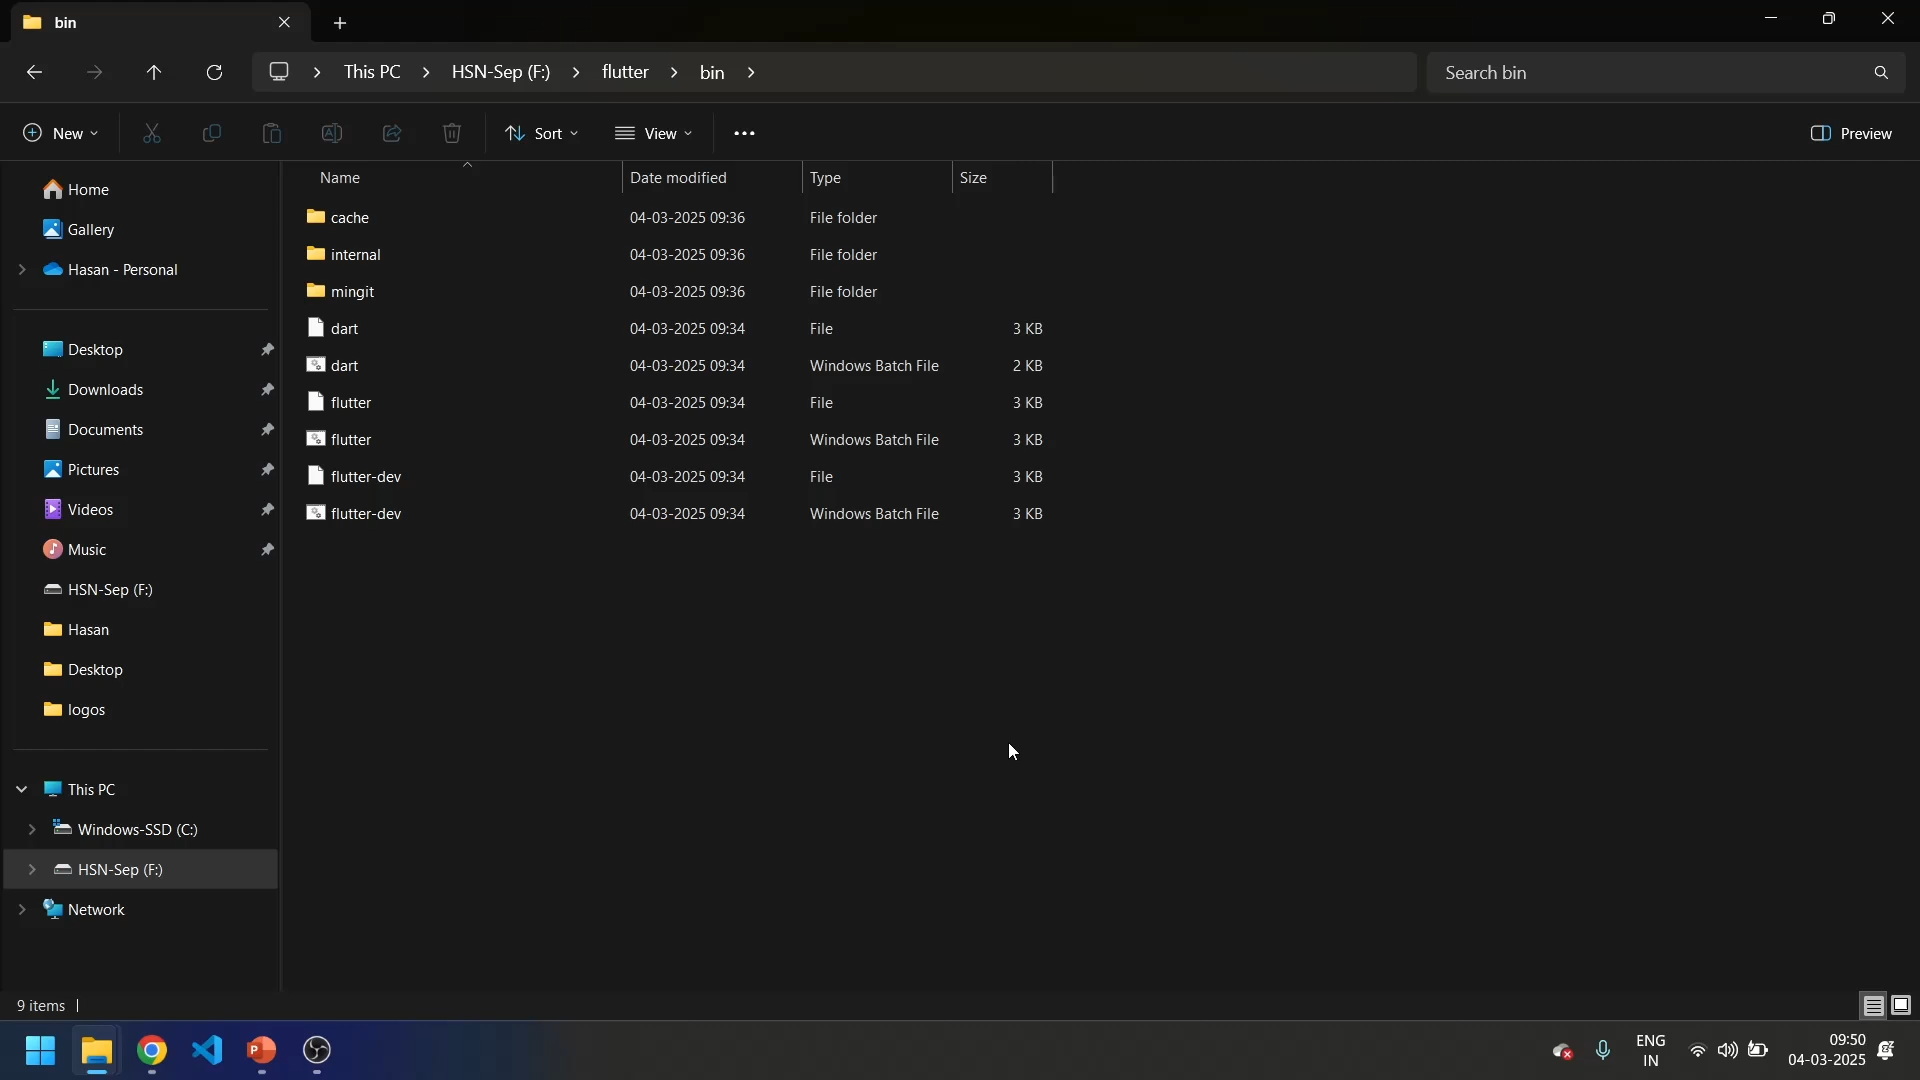 bin
This PC > HSN-Sep (F:) > flutter > bin >
Search bin
New
Sort
View
Preview
Name Date modified Type Size
cache 04-03-2025 09:36 File folder
internal 04-03-2025 09:36 File folder
mingit 04-03-2025 09:36 File folder
dart 04-03-2025 09:34 File 3 KB
dart 04-03-2025 09:34 Windows Batch File 2 KB
flutter 04-03-2025 09:34 File 3 KB
flutter 04-03-2025 09:34 Windows Batch File 3 KB
flutter-dev 04-03-2025 09:34 File 3 KB
flutter-dev 04-03-2025 09:34 Windows Batch File 3 KB
Home
Gallery
Hasan - Personal
Desktop
Downloads
Documents
Pictures
Videos
Music
HSN-Sep (F:)
Hasan
Desktop
logos
This PC
Windows-SSD (C:)
HSN-Sep (F:)
Network
9 items
ENG
IN
09:50
04-03-2025